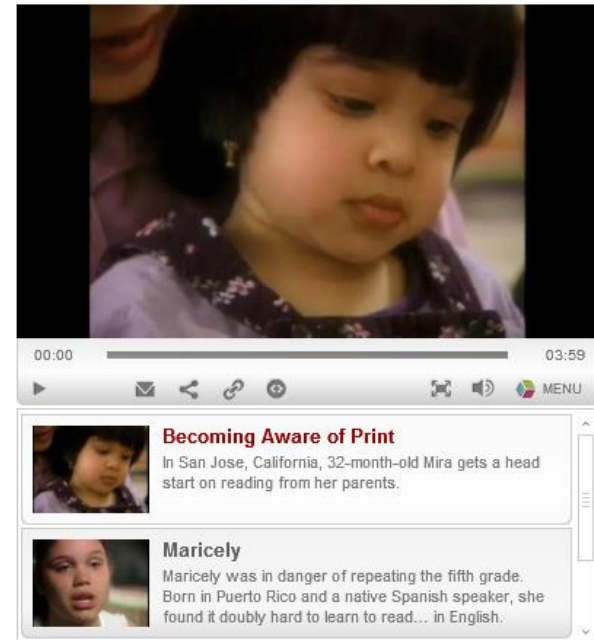 00:00 03:59
MENU
Becoming Aware of Print
In San Jose, California, 32-month-old Mira gets a head
start on reading from her parents.
Maricely
Maricely was in danger of repeating the fifth grade.
Born in Puerto Rico and a native Spanish speaker, she
found it doubly hard to learn to read... in English.